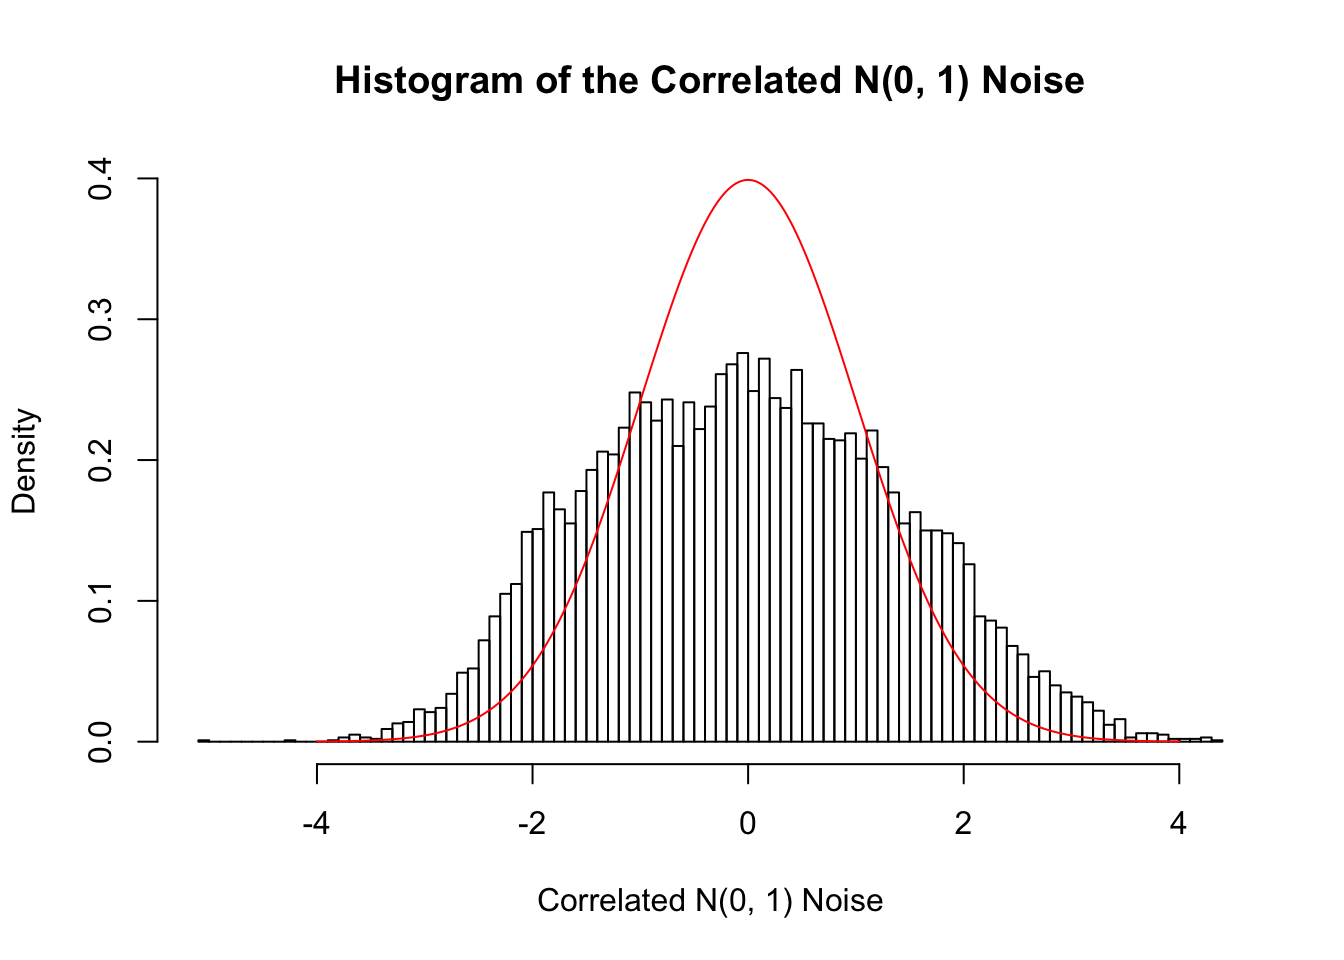 Histogram of the Correlated N(0, 1) Noise
Density
0.4
0.3
0.2
0.1
0.0
-4 -2 0 2 4
Correlated N(0, 1) Noise